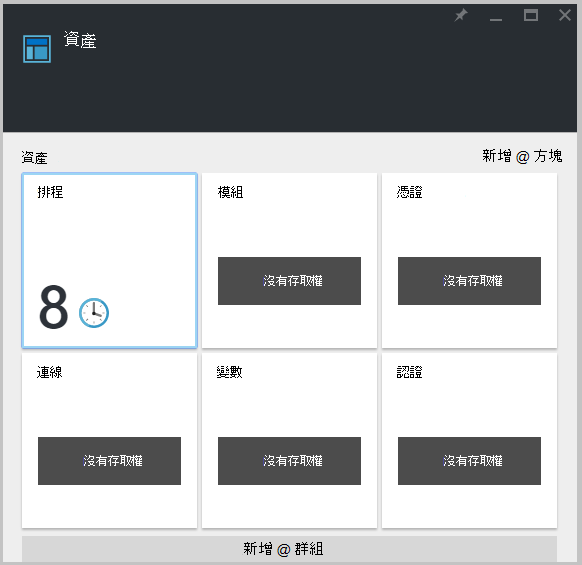 資產
資產
新增 @ 方塊
排程
8
模組
沒有存取權
憑證
沒有存取權
連線
沒有存取權
變數
沒有存取權
認證
沒有存取權
新增 @ 群組